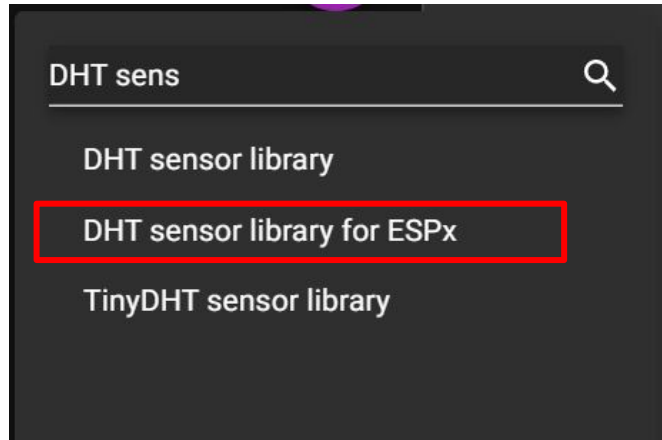 DHT sens
DHT sensor library
DHT sensor library for ESPx
TinyDHT sensor library